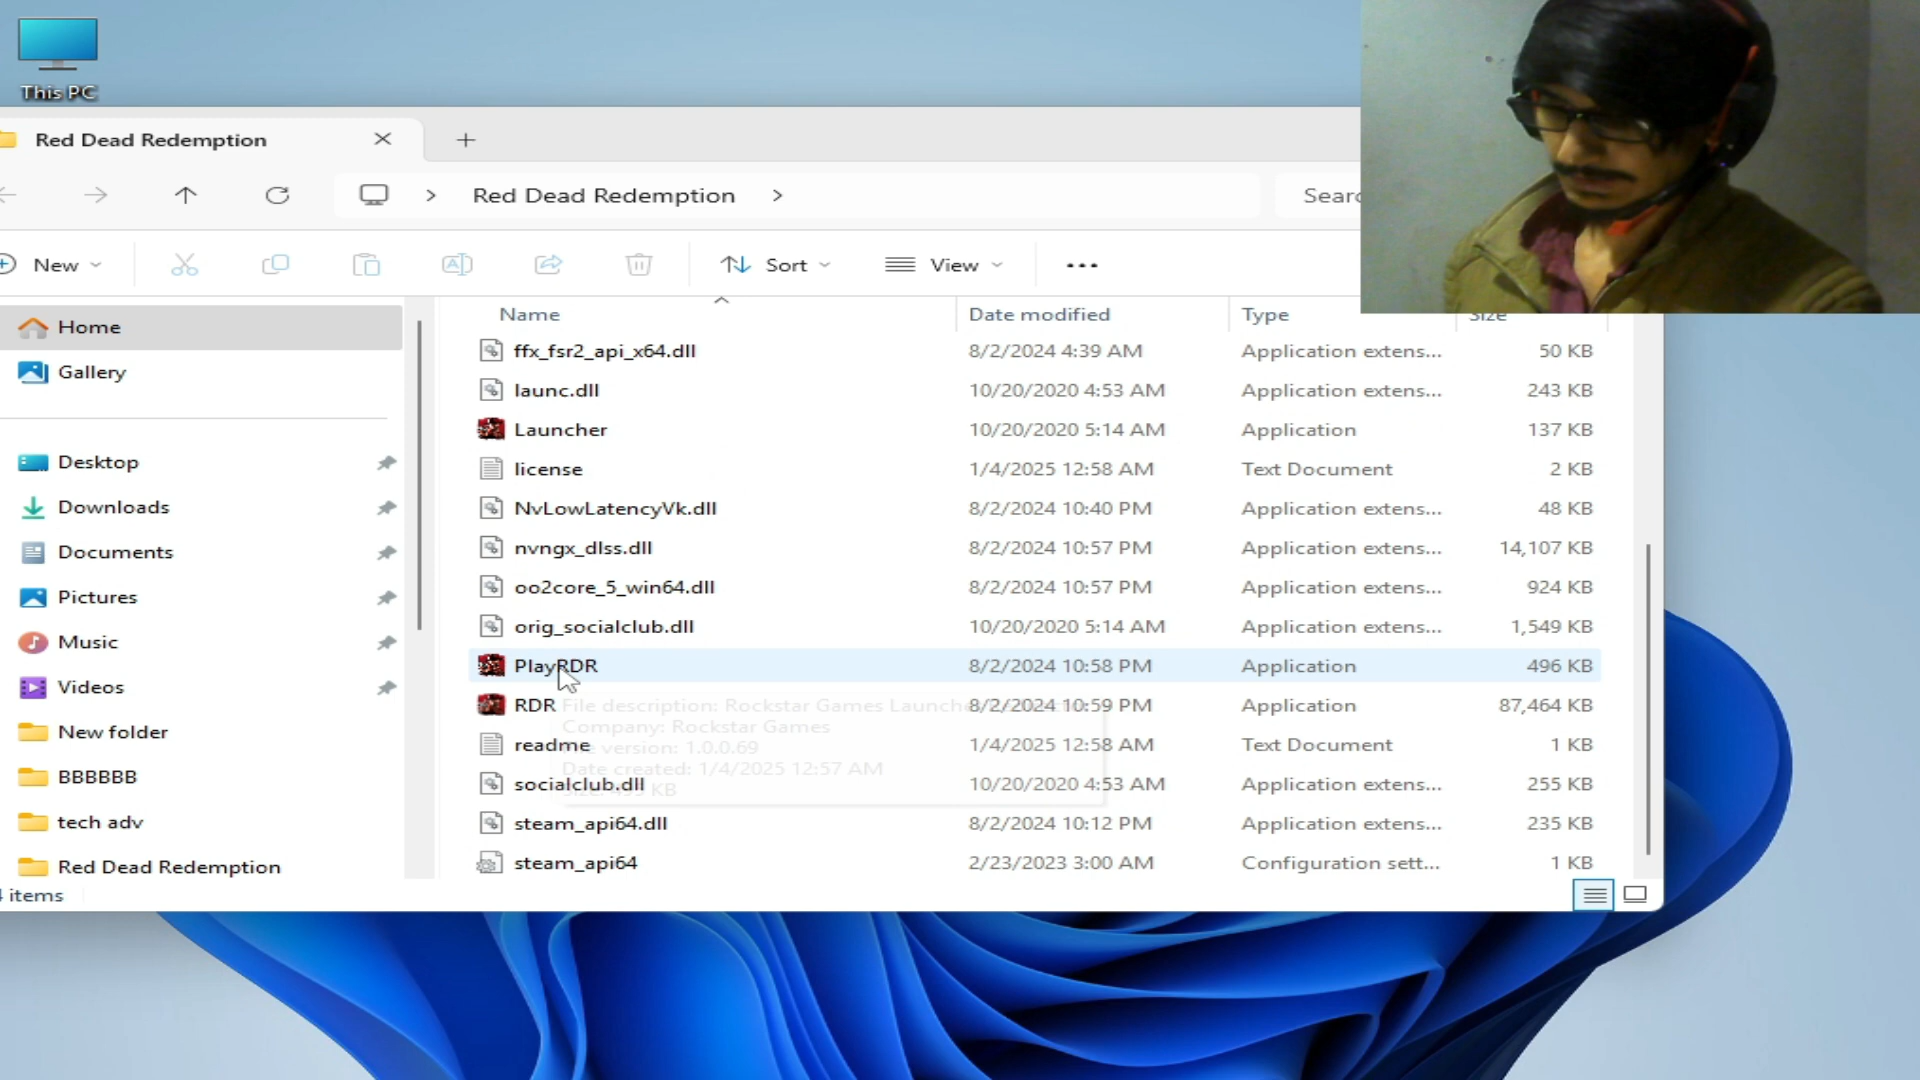 This PC
Red Dead Redemption
Red Dead Redemption
Sear
New
Sort
View
Name Date modified Type Size
Home
Gallery
Desktop
Downloads
Documents
Pictures
Music
Videos
New folder
BBBBBB
tech adv
Red Dead Redemption
ffx_fsr2_api_x64.dll 8/2/2024 4:39 AM Application extens... 50 KB
launc.dll 10/20/2020 4:53 AM Application extens... 243 KB
Launcher 10/20/2020 5:14 AM Application 137 KB
license 1/4/2025 12:58 AM Text Document 2 KB
NvLowLatencyVk.dll 8/2/2024 10:40 PM Application extens... 48 KB
nvngx_dlss.dll 8/2/2024 10:57 PM Application extens... 14,107 KB
oo2core_5_win64.dll 8/2/2024 10:57 PM Application extens... 924 KB
orig_socialclub.dll 10/20/2020 5:14 AM Application extens... 1,549 KB
PlayRDR 8/2/2024 10:58 PM Application 496 KB
RDR 8/2/2024 10:59 PM Application 87,464 KB
readme 1/4/2025 12:58 AM Text Document 1 KB
socialclub.dll 10/20/2020 4:53 AM Application extens... 255 KB
steam_api64.dll 8/2/2024 10:12 PM Application extens... 235 KB
steam_api64 2/23/2023 3:00 AM Configuration sett... 1 KB
File description: Rockstar Games Launche
Company: Rockstar Games
version: 1.0.0.69
Date created: 1/4/2025 12:57 AM
KB
items